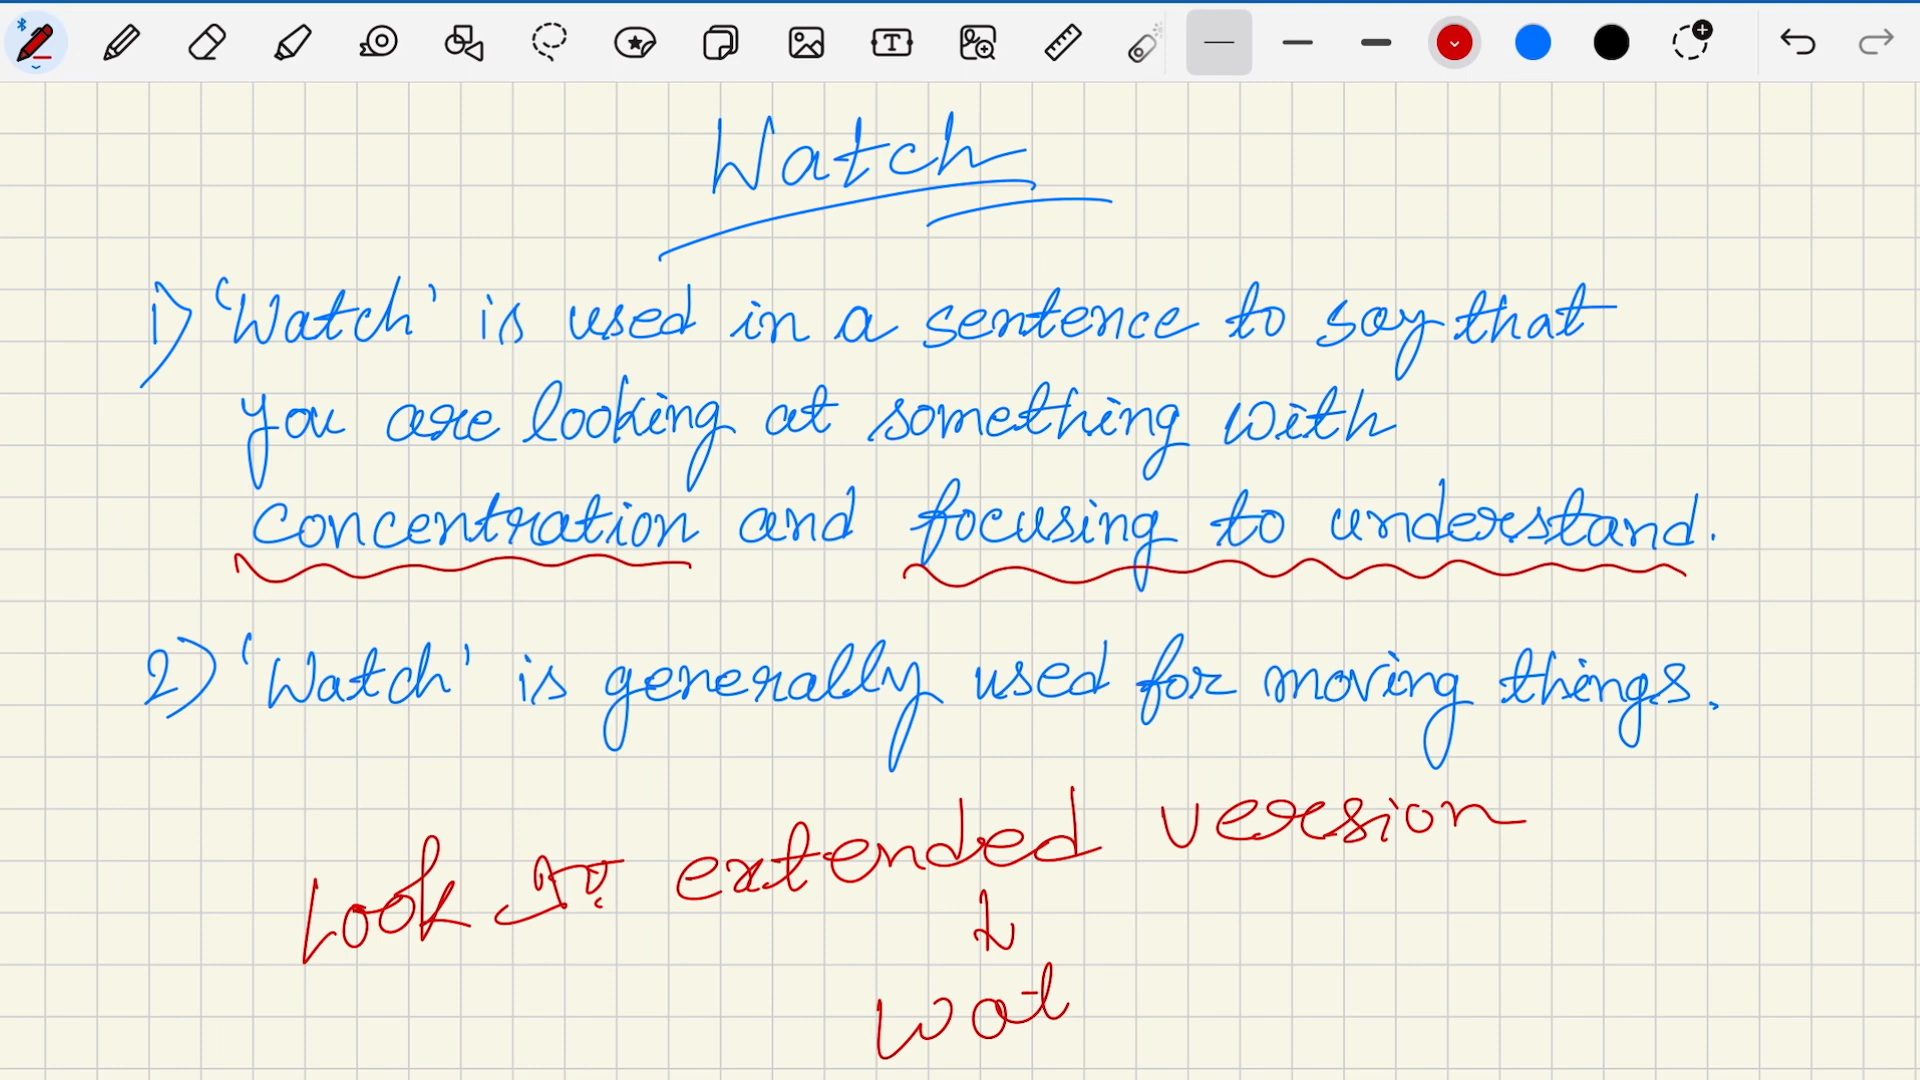 Watch
1) 'Watch' is used in a sentence to say that
you are looking at something with
concentration and focusing to understand.
2) 'Watch' is generally used for moving things.
Look का extended version
↓
Wat